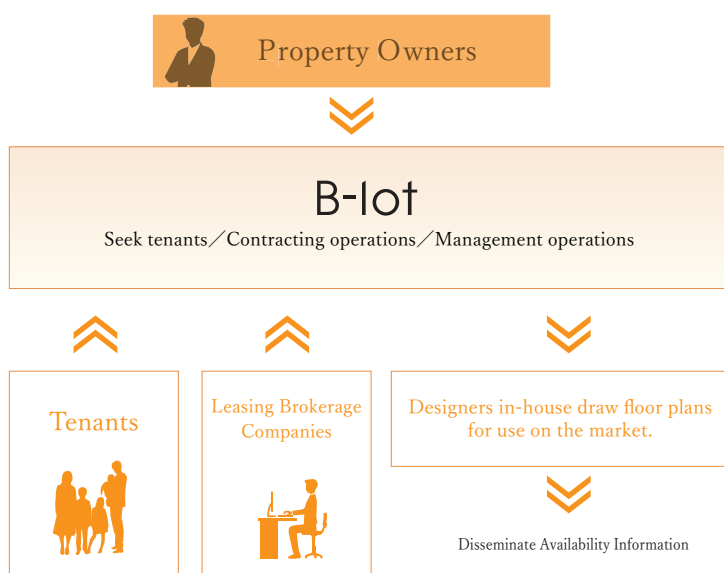 Property Owners
B-lot
Seek tenants／Contracting operations／Management operations
Tenants
Leasing Brokerage
Companies
Designers in-house draw floor plans
for use on the market.
Disseminate Availability Information